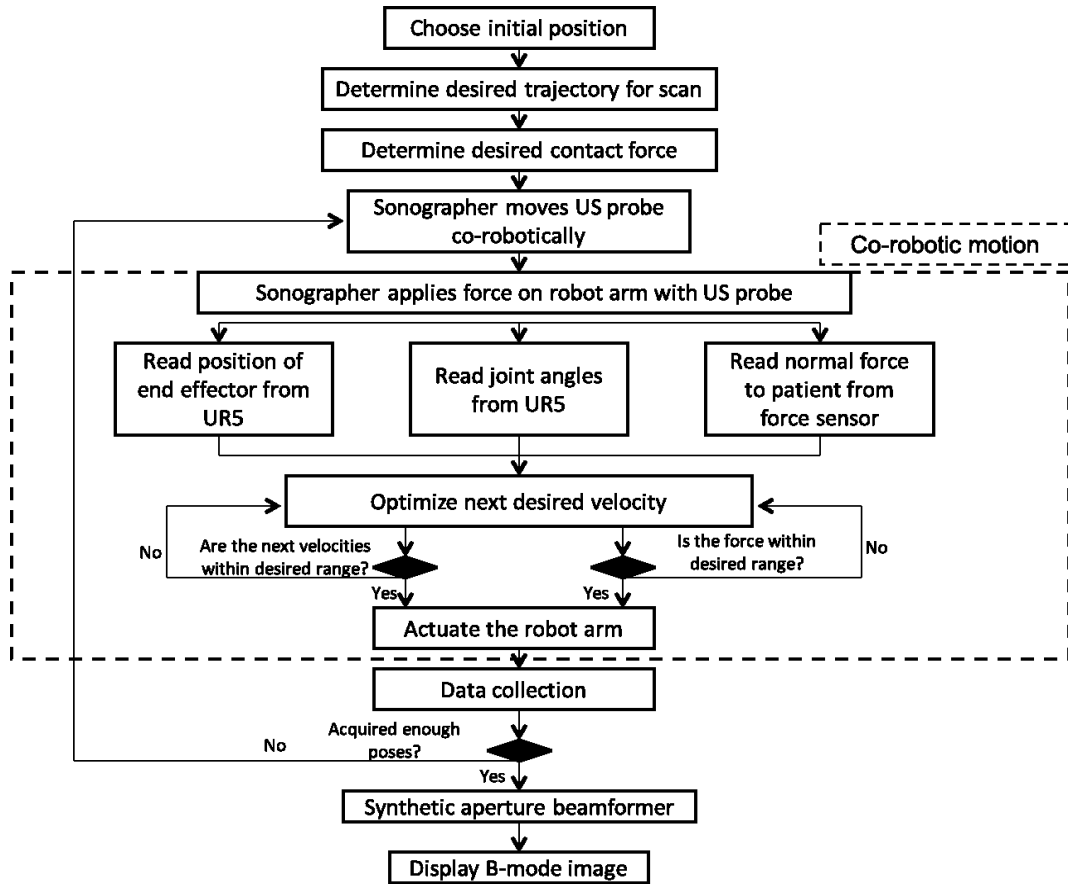 Choose initial position
Determine desired trajectory for scan
Determine desired contact force
Sonographer moves US probe
co-robotically
Co-robotic motion
Sonographer applies force on robot arm with US probe
Read position of
end effector from
UR5
Read joint angles
from UR5
Read normal force
to patient from
force sensor
Optimize next desired velocity
No
Are the next velocities
within desired range?
Is the force within
desired range?
No
Yes
Yes
Actuate the robot arm
Data collection
Acquired enough
poses?
No
Yes
Synthetic aperture beamformer
Display B-mode image